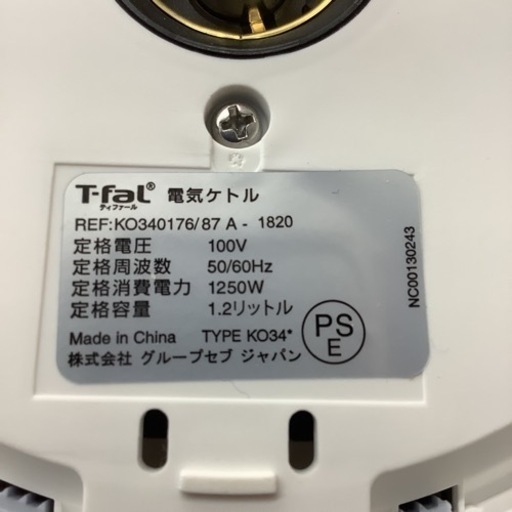 T-fal® 電気ケトル
ティファール
REF:KO340176/87 A - 1820
定格電圧 100V
定格周波数 50/60Hz
定格消費電力 1250W
定格容量 1.2リットル
Made in China TYPE KO34*
株式会社 グループセブ ジャパン
PS
E
NC00130243